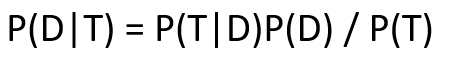 P(D|T) = P(T|D)P(D) / P(T)